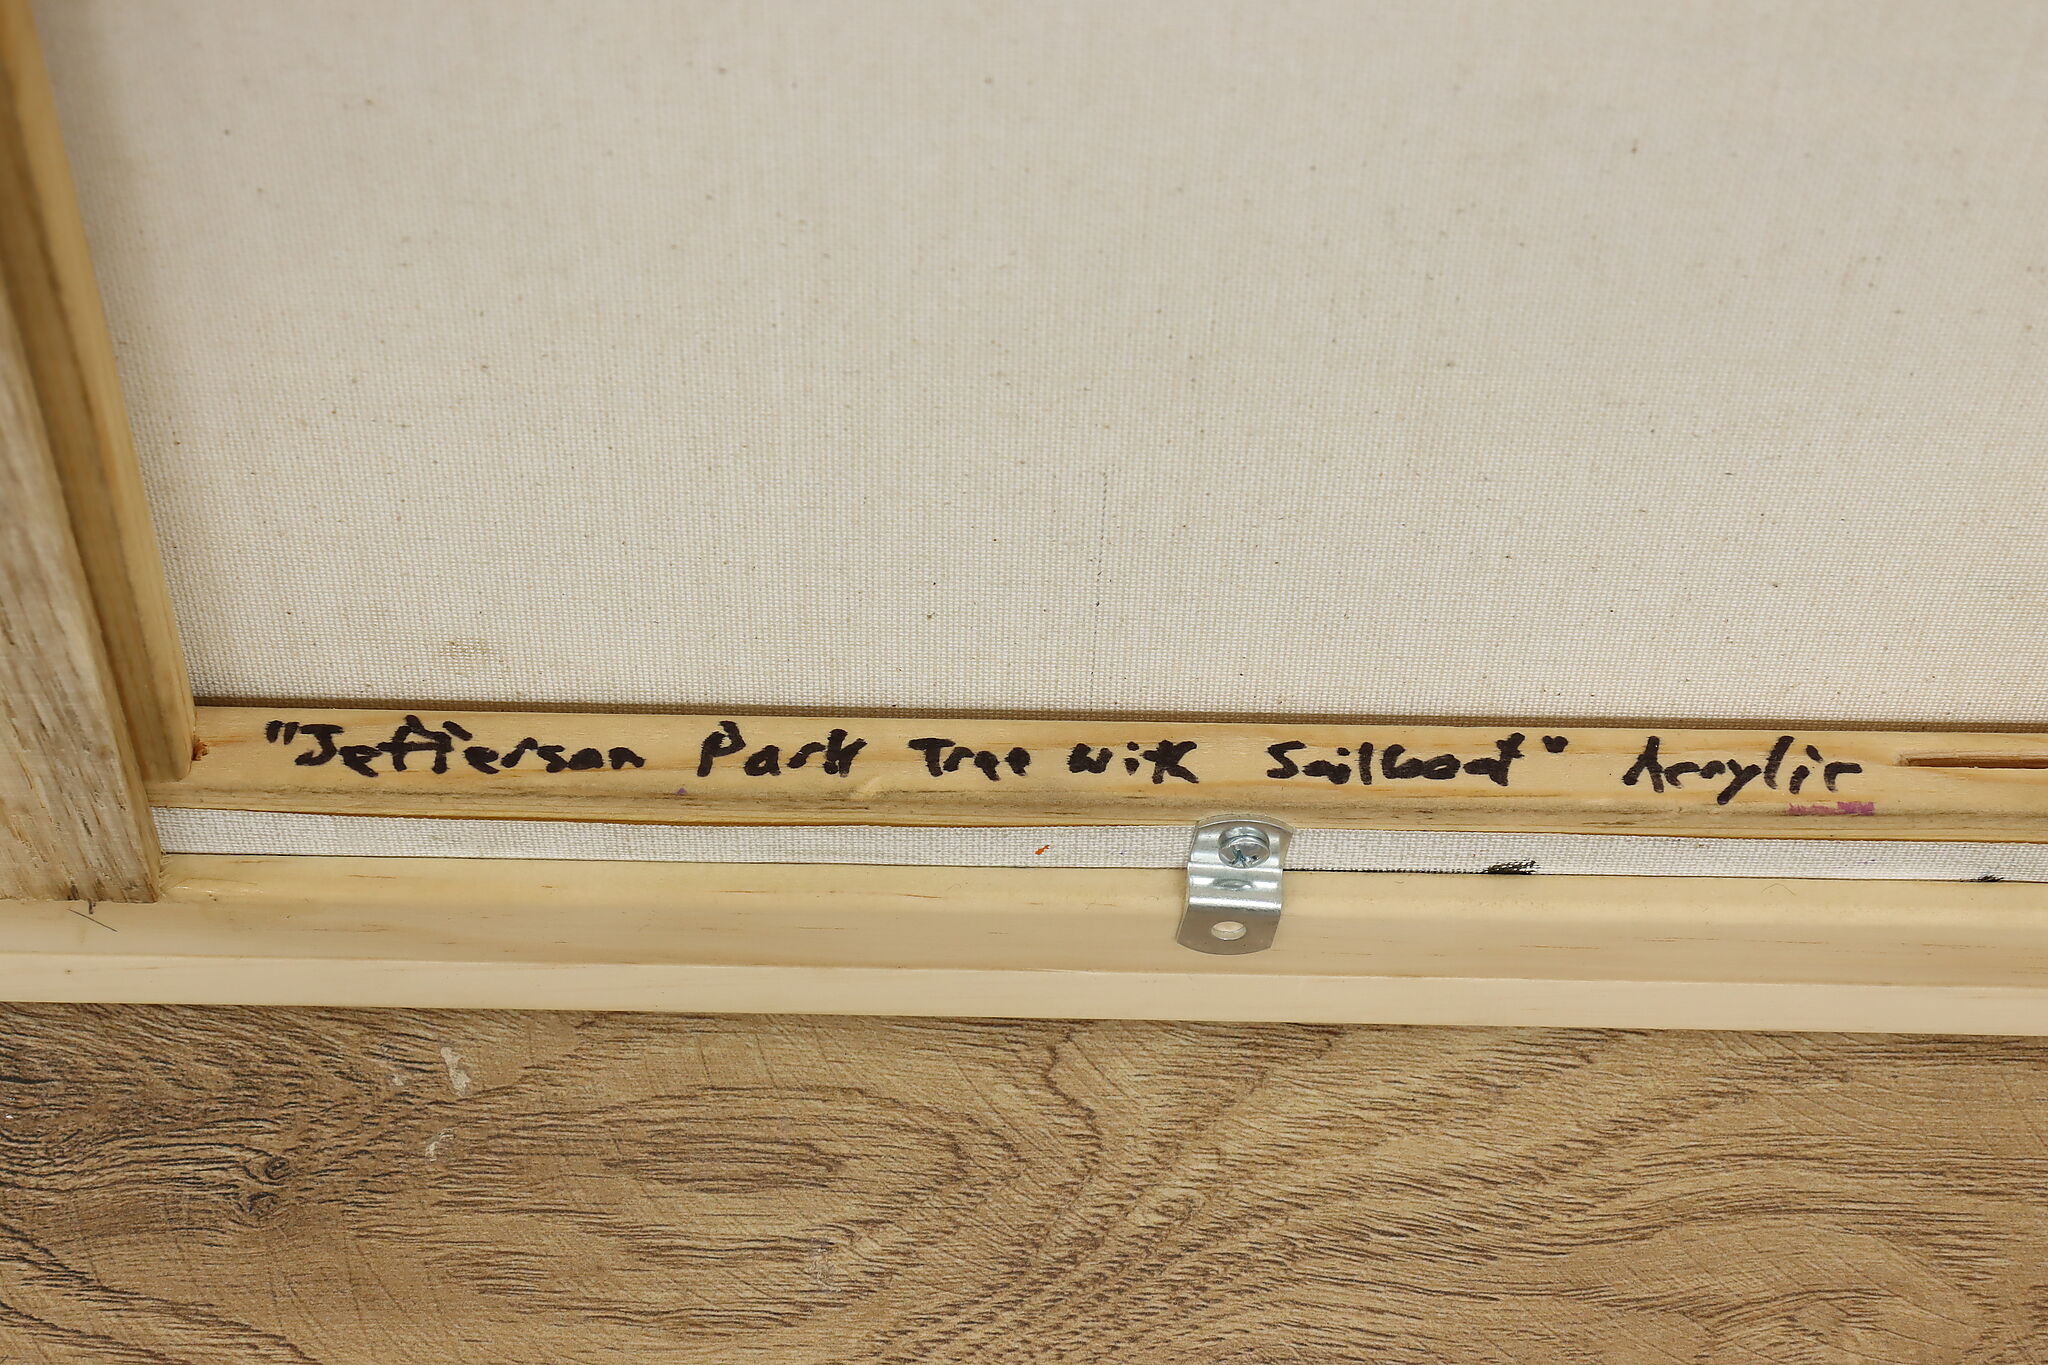 "Jefferson Park Tree with Sailboat" Acrylic